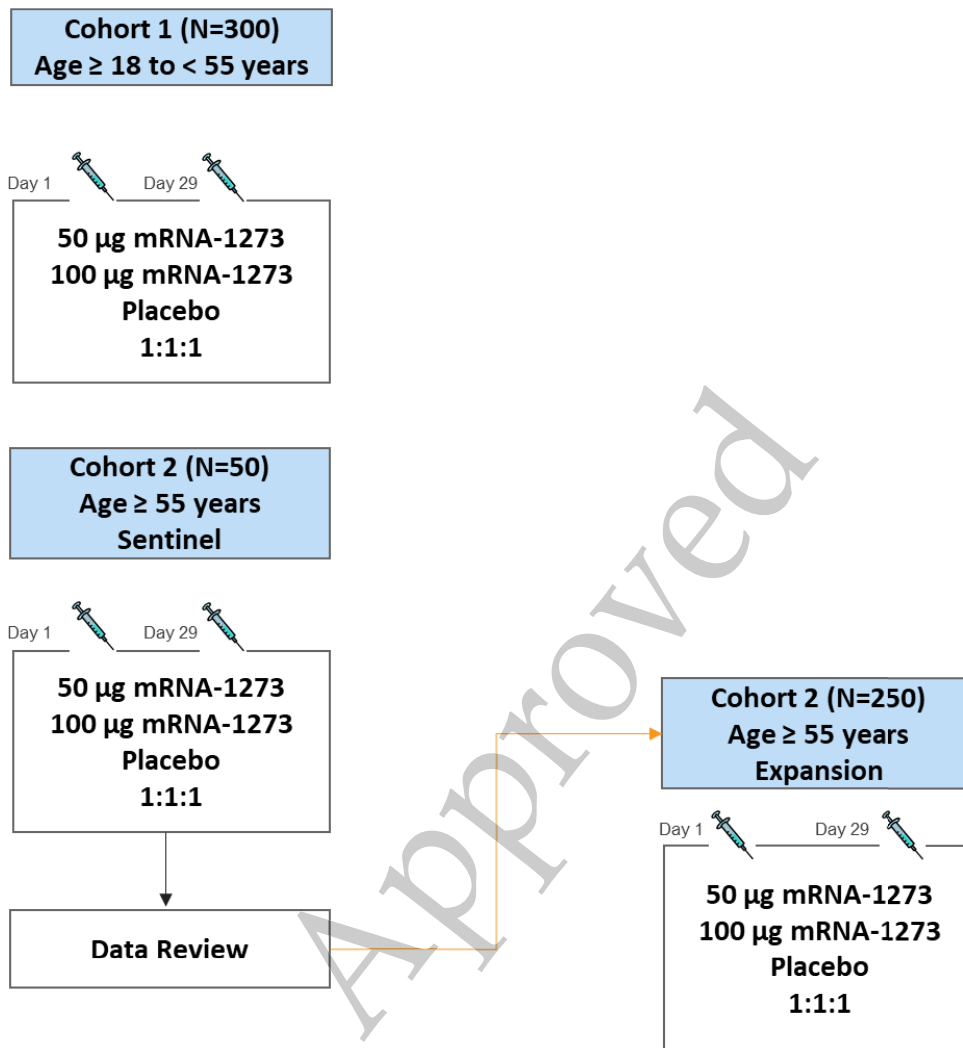 Cohort 1 (N=300)
Age ≥ 18 to < 55 years
Day 1
Day 29
50 µg mRNA-1273
100 µg mRNA-1273
Placebo
1:1:1
Cohort 2 (N=50)
Age ≥ 55 years
Sentinel
Day 1
Day 29
50 µg mRNA-1273
100 µg mRNA-1273
Placebo
1:1:1
Data Review
Cohort 2 (N=250)
Age ≥ 55 years
Expansion
Day 1
Day 29
50 µg mRNA-1273
100 µg mRNA-1273
Placebo
1:1:1
Approved